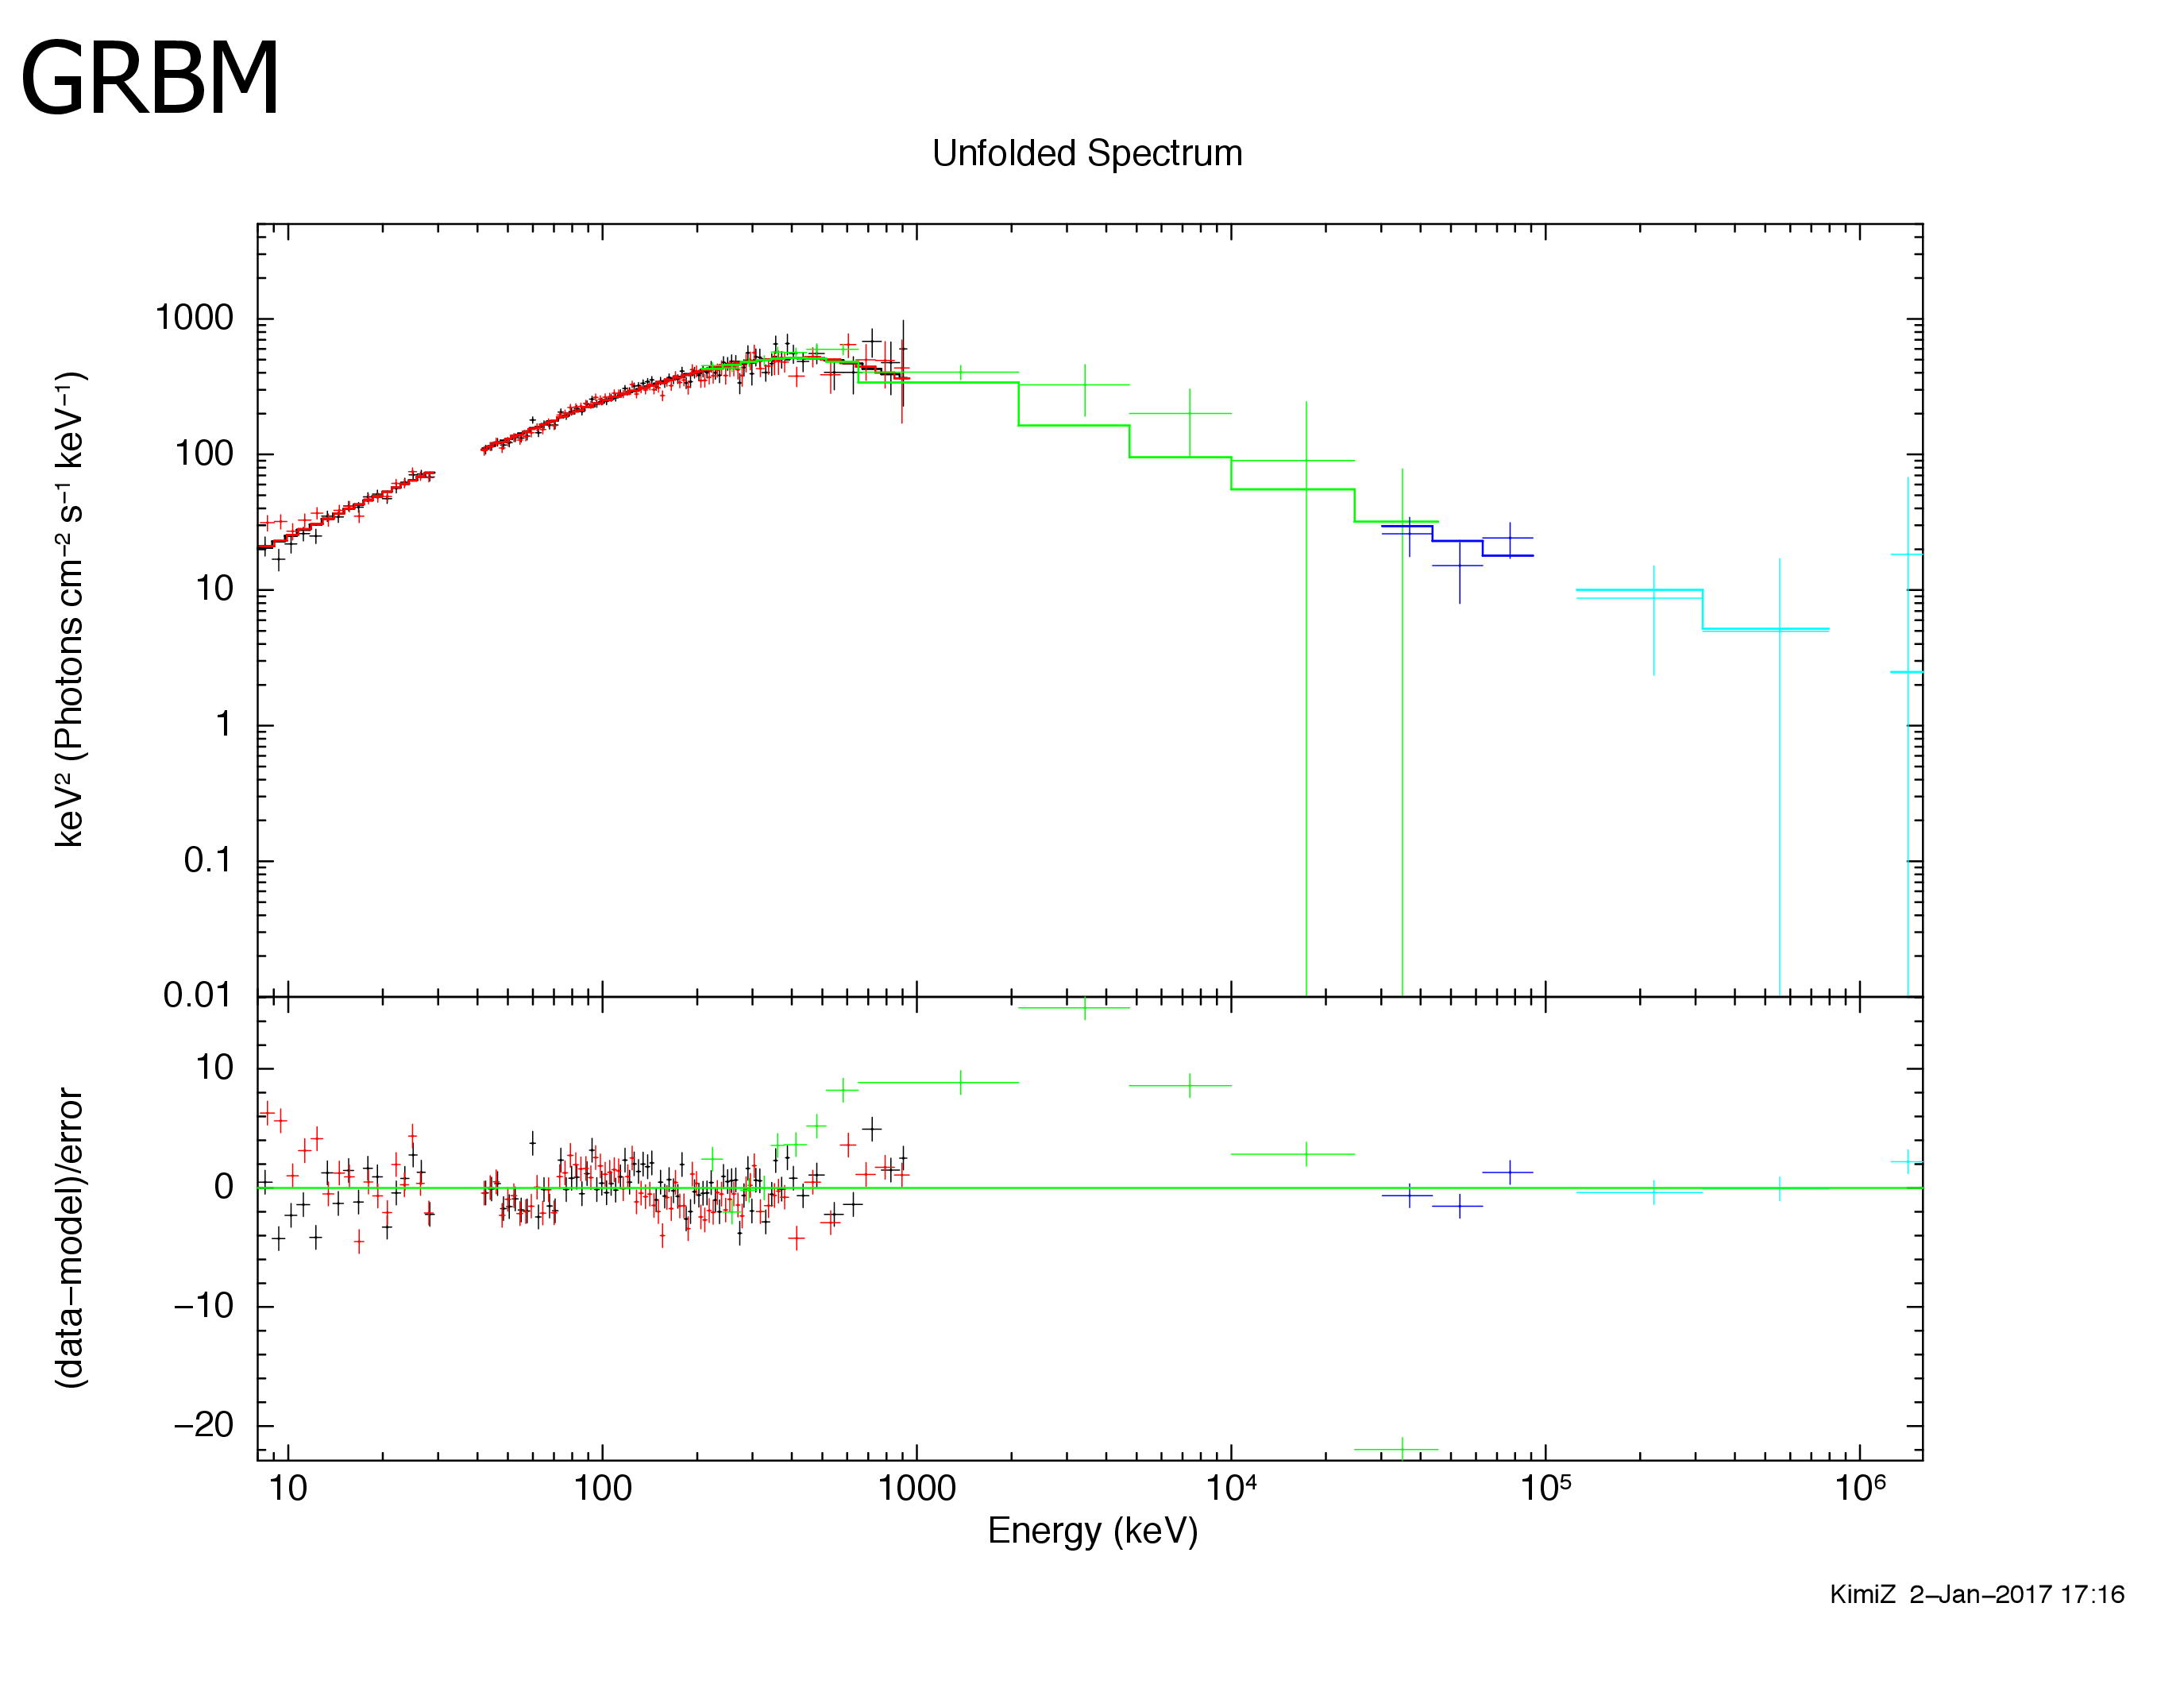 GRBM
Unfolded Spectrum
1000
100
10
1
0.1
0.01
keV² (Photons cm−2 s−1 keV−1)
10
0
−10
−20
(data−model)/error
10 100 1000 10⁴ 10⁵ 10⁶
Energy (keV)
KimiZ 2−Jan−2017 17:16